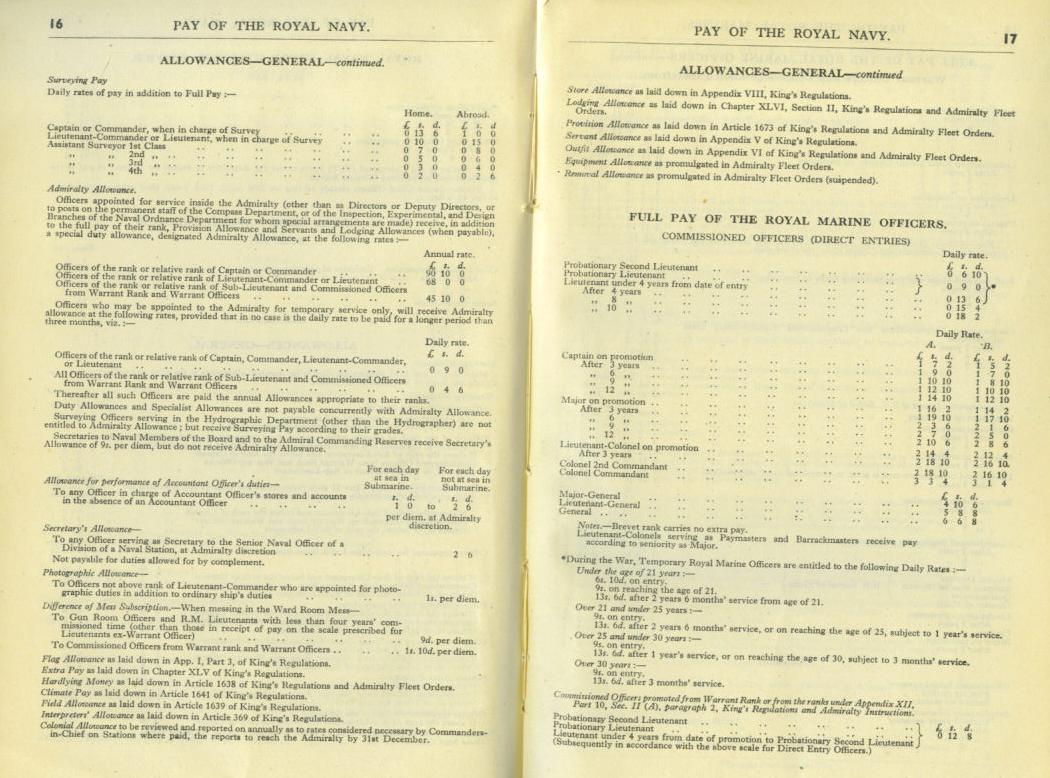 16
PAY OF THE ROYAL NAVY.
ALLOWANCES—GENERAL—continued.
Surveying Pay
Daily rates of pay in addition to Full Pay :—
Home. Abroad.
£ s. d. £ s. d
Captain or Commander, when in charge of Survey .. .. .. .. 0 13 6 1 0 0
Lieutenant-Commander or Lieutenant, when in charge of Survey .. .. 0 10 0 0 15 0
Assistant Surveyor 1st Class .. .. .. .. .. 0 7 0 0 8 0
„ „ 2nd „ .. .. .. .. .. 0 5 0 0 6 0
„ „ 3rd „ .. .. .. .. .. 0 3 0 0 4 0
„ „ 4th „ .. .. .. .. .. 0 2 0 0 2 6
Admiralty Allowance.
Officers appointed for service inside the Admiralty (other than as Directors or Deputy Directors, or
to posts on the permanent staff of the Compass Department, or of the Inspection, Experimental, and Design
Branches of the Naval Ordnance Department for whom special arrangements are made) receive, in addition
to the full pay of their rank, Provision Allowance and Servants and Lodging Allowances (when payable),
a special duty allowance, designated Admiralty Allowance, at the following rates :—
Annual rate.
£ s. d.
Officers of the rank or relative rank of Captain or Commander .. .. .. 90 10 0
Officers of the rank or relative rank of Lieutenant-Commander or Lieutenant .. 68 0 0
Officers of the rank or relative rank of Sub-Lieutenant and Commissioned Officers
from Warrant Rank and Warrant Officers .. .. .. .. .. 45 10 0
Officers who may be appointed to the Admiralty for temporary service only, will receive Admiralty
allowance at the following rates, provided that in no case is the daily rate to be paid for a longer period than
three months, viz. :—
Daily rate.
£ s. d.
Officers of the rank or relative rank of Captain, Commander, Lieutenant-Commander,
or Lieutenant .. .. .. .. .. .. .. 0 9 0
All Officers of the rank or relative rank of Sub-Lieutenant and Commissioned Officers
from Warrant Rank and Warrant Officers .. .. .. .. 0 4 6
Thereafter all such Officers are paid the annual Allowances appropriate to their ranks.
Duty Allowances and Specialist Allowances are not payable concurrently with Admiralty Allowance.
Surveying Officers serving in the Hydrographic Department (other than the Hydrographer) are not
entitled to Admiralty Allowance ; but receive Surveying Pay according to their grades.
Secretaries to Naval Members of the Board and to the Admiral Commanding Reserves receive Secretary's
Allowance of 9s. per diem, but do not receive Admiralty Allowance.
For each day For each day
at sea in not at sea in
Submarine. Submarine.
Allowance for performance of Accountant Officer's duties—
s. d. s. d.
To any Officer in charge of Accountant Officer's stores and accounts
in the absence of an Accountant Officer .. .. .. .. 1 0 to 2 6
per diem. at Admiralty
discretion.
Secretary's Allowance—
To any Officer serving as Secretary to the Senior Naval Officer of a
Division of a Naval Station, at Admiralty discretion .. .. .. 2 6
Not payable for duties allowed for by complement.
Photographic Allowance—
To Officers not above rank of Lieutenant-Commander who are appointed for photo-
graphic duties in addition to ordinary ship's duties .. .. .. 1s. per diem.
Difference of Mess Subscription.—When messing in the Ward Room Mess—
To Gun Room Officers and R.M. Lieutenants with less than four years' com-
missioned time (other than those in receipt of pay on the scale prescribed for
Lieutenants ex-Warrant Officer) .. .. .. .. .. 9d. per diem.
To Commissioned Officers from Warrant rank and Warrant Officers .. .. 1s. 10d. per diem.
Flag Allowance as laid down in App. I, Part 3, of King's Regulations.
Extra Pay as laid down in Chapter XLV of King's Regulations.
Hardlying Money as laid down in Article 1638 of King's Regulations and Admiralty Fleet Orders.
Climate Pay as laid down in Article 1641 of King's Regulations.
Field Allowance as laid down in Article 1639 of King's Regulations.
Interpreters' Allowance as laid down in Article 369 of King's Regulations.
Colonial Allowance to be reviewed and reported on annually as to rates considered necessary by Commanders-
in-Chief on Stations where paid, the reports to reach the Admiralty by 31st December.
PAY OF THE ROYAL NAVY.
17
ALLOWANCES—GENERAL—continued
Store Allowance as laid down in Appendix VIII, King's Regulations.
Lodging Allowance as laid down in Chapter XLVI, Section II, King's Regulations and Admiralty Fleet
Orders.
Provision Allowance as laid down in Article 1673 of King's Regulations and Admiralty Fleet Orders.
Servant Allowance as laid down in Appendix V of King's Regulations.
Outfit Allowance as laid down in Appendix VI of King's Regulations and Admiralty Fleet Orders.
Equipment Allowance as promulgated in Admiralty Fleet Orders.
Removal Allowance as promulgated in Admiralty Fleet Orders (suspended).
FULL PAY OF THE ROYAL MARINE OFFICERS.
COMMISSIONED OFFICERS (DIRECT ENTRIES)
Daily rate.
£ s. d.
Probationary Second Lieutenant .. .. .. .. 0 6 10
Probationary Lieutenant .. .. .. ..
Lieutenant under 4 years from date of entry .. .. 0 9 0 *
After 4 years .. .. .. .. 0 13 6
„ 8 „ .. .. .. .. 0 15 4
„ 10 „ .. .. .. .. 0 18 2
Daily Rate.
A. B.
£ s. d. £ s. d.
Captain on promotion .. .. .. .. 1 7 2 1 5 2
After 3 years .. .. .. .. 1 9 0 1 7 0
„ 6 „ .. .. .. .. 1 10 10 1 8 10
„ 9 „ .. .. .. .. 1 12 10 1 10 10
„ 12 „ .. .. .. .. 1 14 10 1 12 10
Major on promotion .. .. .. .. 1 16 2 1 14 2
After 3 years .. .. .. .. 1 19 10 1 17 10
„ 6 „ .. .. .. .. 2 3 6 2 1 6
„ 9 „ .. .. .. .. 2 7 0 2 5 0
„ 12 „ .. .. .. .. 2 10 6 2 8 6
Lieutenant-Colonel on promotion .. .. .. 2 14 4 2 12 4
After 3 years .. .. .. .. 2 18 10 2 16 10
Colonel 2nd Commandant .. .. .. .. 2 18 10 2 16 10
Colonel Commandant .. .. .. .. 3 3 4 3 1 4
£ s. d.
Major-General .. .. .. .. 4 10 6
Lieutenant-General .. .. .. .. 5 8 8
General .. .. .. .. 6 6 8
Notes.—Brevet rank carries no extra pay.
Lieutenant-Colonels serving as Paymasters and Barrackmasters receive pay
according to seniority as Major.
*During the War, Temporary Royal Marine Officers are entitled to the following Daily Rates :—
Under the age of 21 years :—
6s. 10d. on entry.
9s. on reaching the age of 21.
13s. 6d. after 2 years 6 months' service from age of 21.
Over 21 and under 25 years :—
9s. on entry.
13s. 6d. after 2 years 6 months' service, or on reaching the age of 25, subject to 1 year's service.
Over 25 and under 30 years :—
9s. on entry.
13s. 6d. after 1 year's service, or on reaching the age of 30, subject to 3 months' service.
Over 30 years :—
9s. on entry.
13s. 6d. after 3 months' service.
Commissioned Officers promoted from Warrant Rank or from the ranks under Appendix XII,
Part 10, Sec. II (A), paragraph 2, King's Regulations and Admiralty Instructions.
£ s. d.
Probationary Second Lieutenant .. .. .. ..
Probationary Lieutenant .. .. .. .. 0 12 8
Lieutenant under 4 years from date of promotion to Probationary Second Lieutenant
(Subsequently in accordance with the above scale for Direct Entry Officers.)